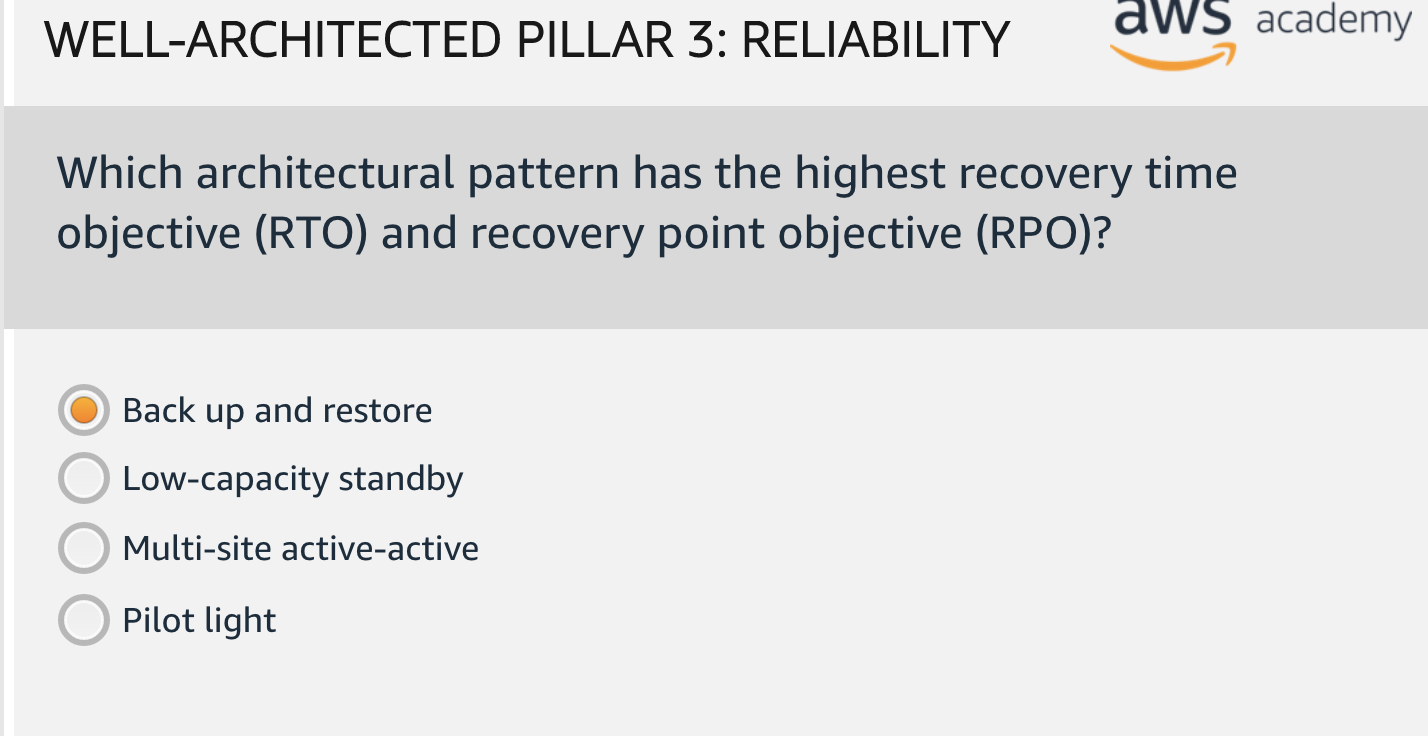 WELL-ARCHITECTED PILLAR 3: RELIABILITY
aws academy
Which architectural pattern has the highest recovery time
objective (RTO) and recovery point objective (RPO)?
Back up and restore
Low-capacity standby
Multi-site active-active
Pilot light